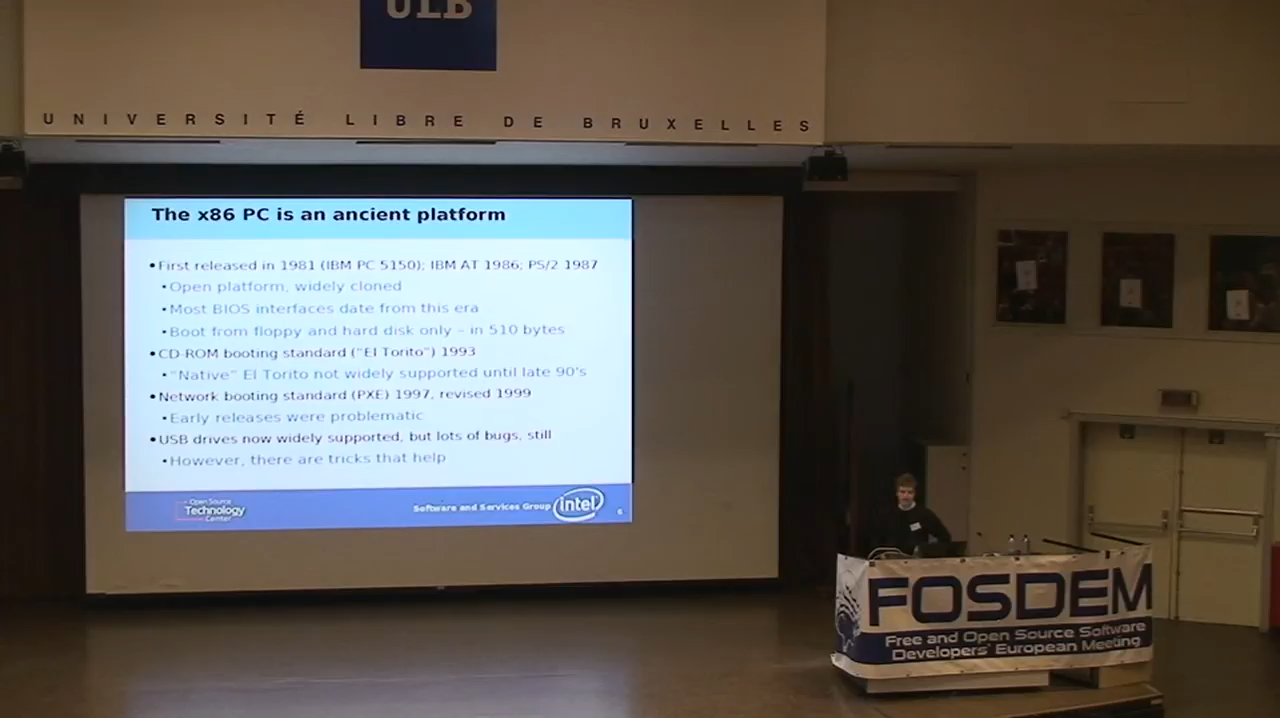 ULB
UNIVERSITÉ LIBRE DE BRUXELLES
The x86 PC is an ancient platform
•First released in 1981 (IBM PC 5150); IBM AT 1986; PS/2 1987
•Open platform, widely cloned
•Most BIOS interfaces date from this era
•Boot from floppy and hard disk only – in 510 bytes
•CD-ROM booting standard ("El Torito") 1993
•"Native" El Torito not widely supported until late 90's
•Network booting standard (PXE) 1997, revised 1999
•Early releases were problematic
•USB drives now widely supported, but lots of bugs, still
•However, there are tricks that help
Open Source
Technology
Center
Software and Services Group
intel
6
FOSDEM
Free and Open Source Software
Developers' European Meeting